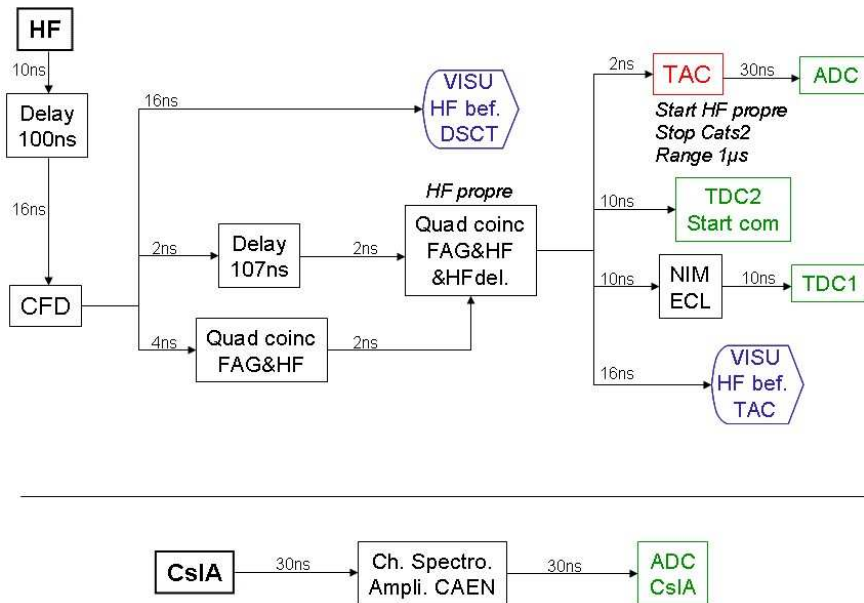 HF
10ns
Delay
100ns
16ns
CFD
16ns
VISU
HF bef.
DSCT
2ns
Delay
107ns
2ns
4ns
Quad coinc
FAG&HF
2ns
HF propre
Quad coinc
FAG&HF
&HFdel.
2ns
TAC
30ns
ADC
Start HF propre
Stop Cats2
Range 1µs
10ns
TDC2
Start com
10ns
NIM
ECL
10ns
TDC1
16ns
VISU
HF bef.
TAC
CsIA
30ns
Ch. Spectro.
Ampli. CAEN
30ns
ADC
CsIA